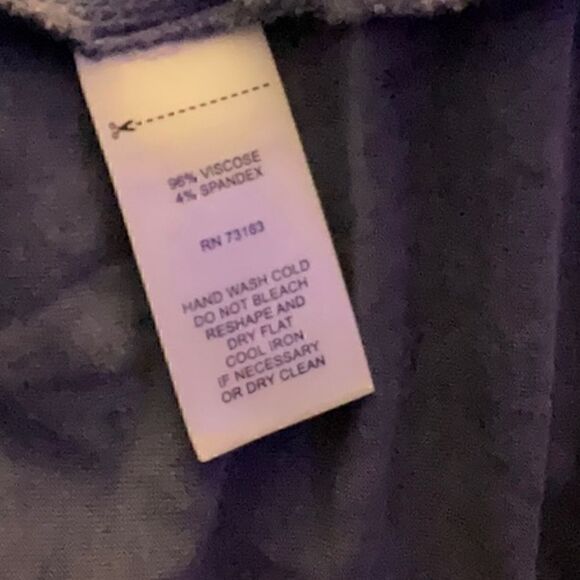 96% VISCOSE
4% SPANDEX
RN 73163
HAND WASH COLD
DO NOT BLEACH
RESHAPE AND
DRY FLAT
COOL IRON
IF NECESSARY
OR DRY CLEAN